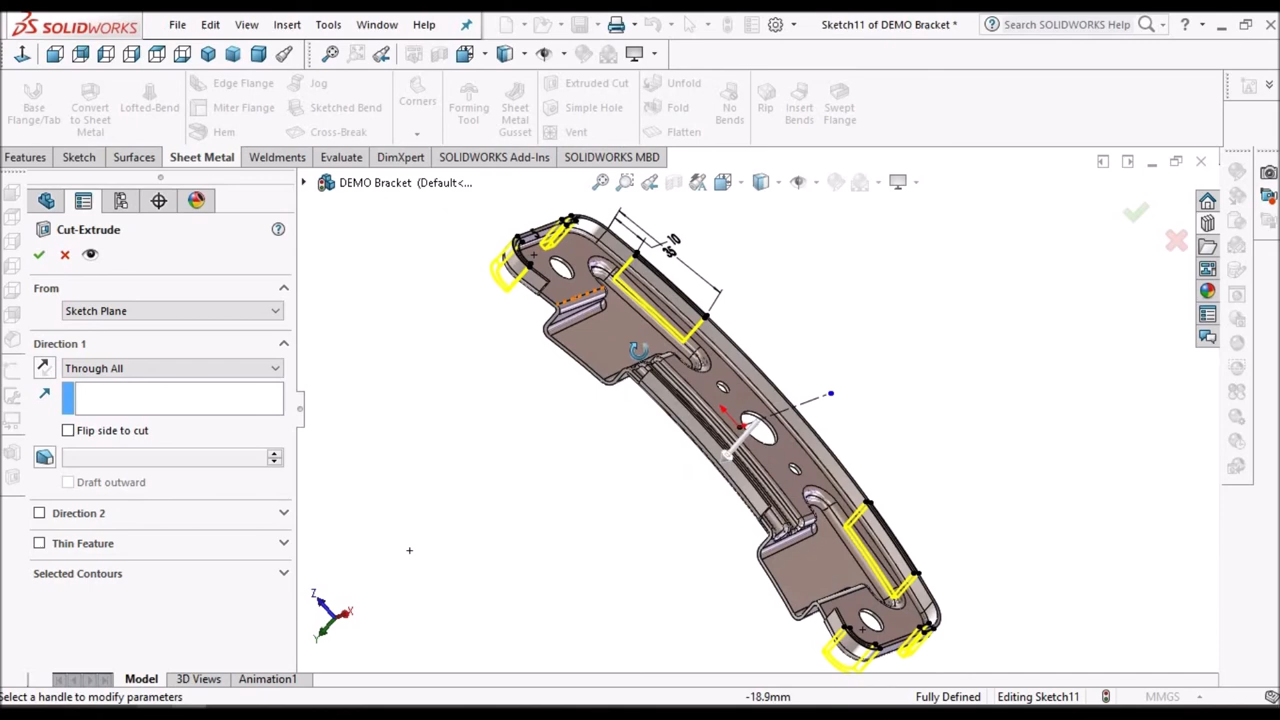 SOLIDWORKS File Edit View Insert Tools Window Help Sketch11 of DEMO Bracket * Search SOLIDWORKS Help ?
Base Flange/Tab
Convert to Sheet Metal
Lofted-Bend
Edge Flange
Miter Flange
Hem
Jog
Sketched Bend
Cross-Break
Corners
Forming Tool
Sheet Metal Gusset
Extruded Cut
Simple Hole
Vent
Unfold
Fold
Flatten
No Bends
Rip
Insert Bends
Swept Flange
Features Sketch Surfaces Sheet Metal Weldments Evaluate DimXpert SOLIDWORKS Add-Ins SOLIDWORKS MBD
DEMO Bracket (Default<...
Cut-Extrude
From
Sketch Plane
Direction 1
Through All
Flip side to cut
Draft outward
Direction 2
Thin Feature
Selected Contours
10
Z
X
Y
Model 3D Views Animation1
Select a handle to modify parameters -18.9mm Fully Defined Editing Sketch11 MMGS